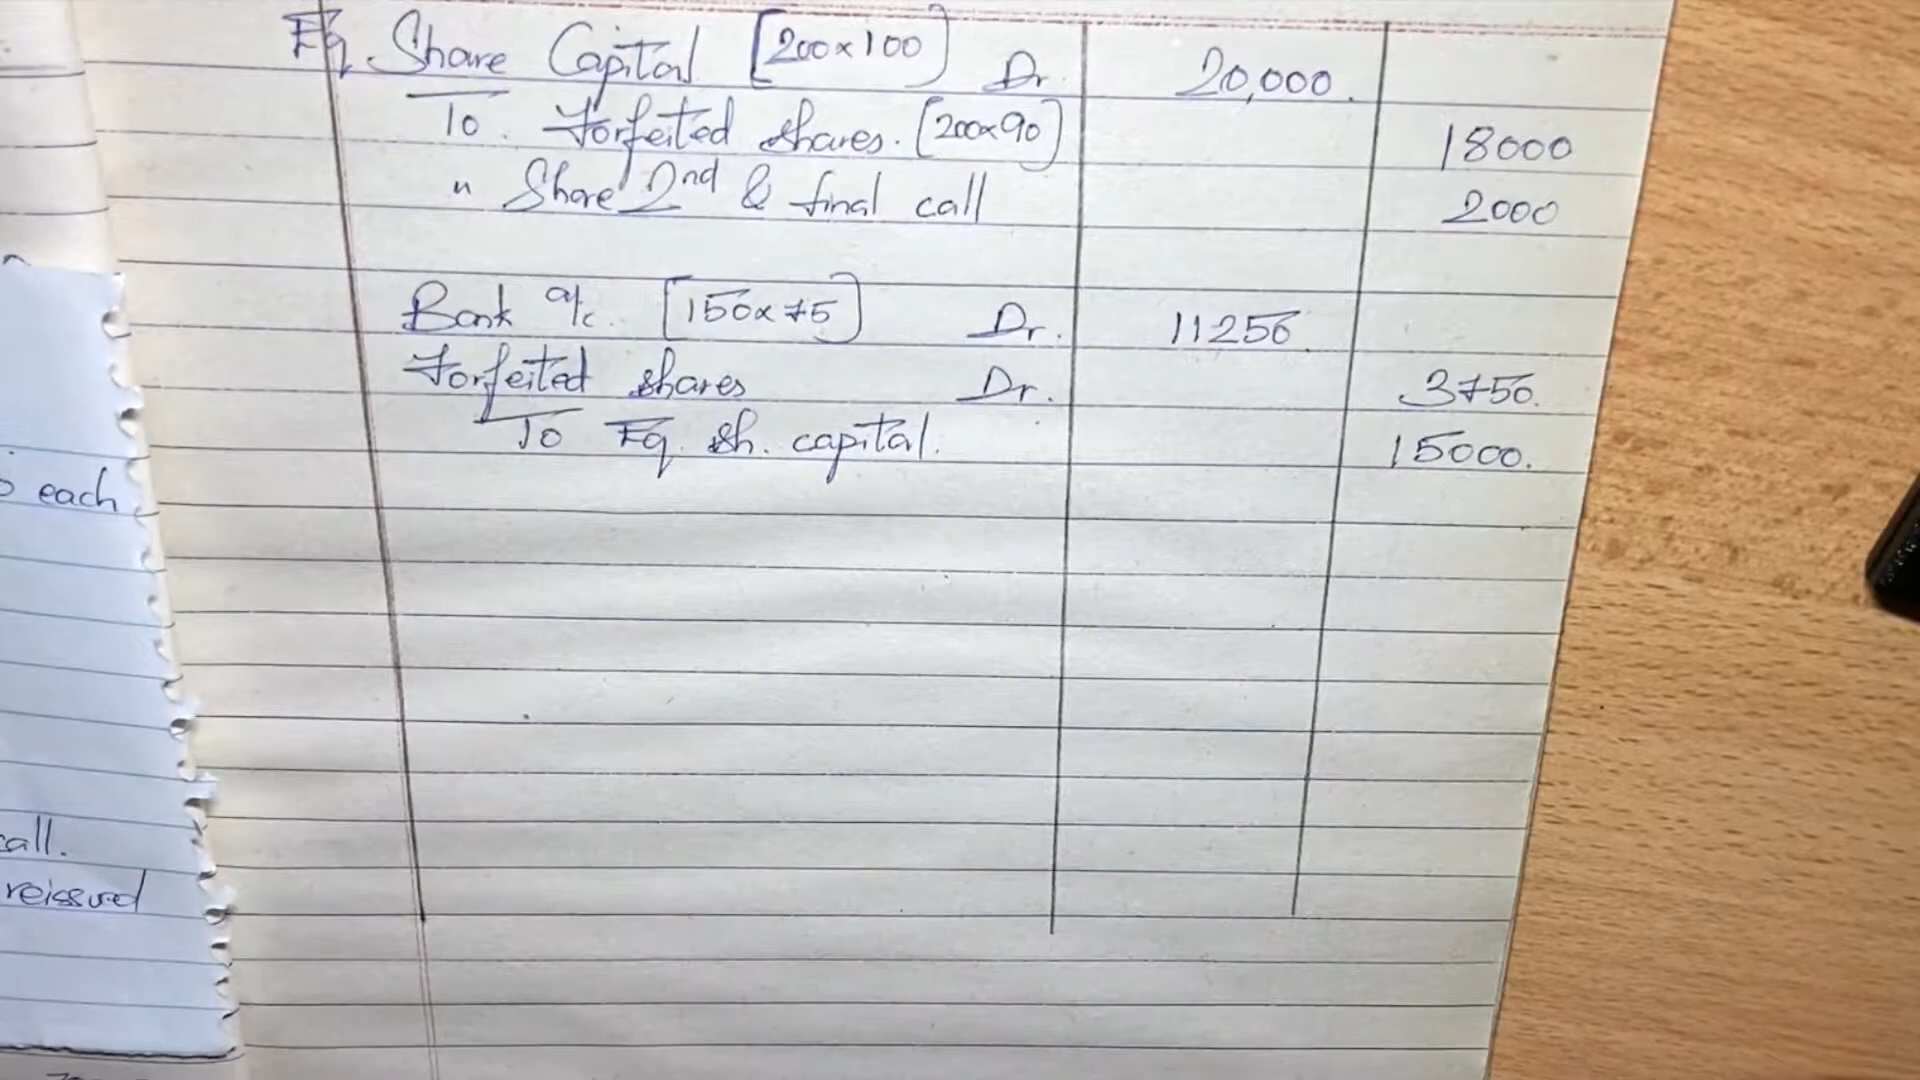 Eq. Share Capital [200x100] Dr. 20,000.
To. Forfeited shares. [200x90] 18000
" Share 2nd & final call 2000
Bank a/c. [150x75] Dr. 11250.
Forfeited shares Dr. 3750.
To Eq. sh. capital. 15000.
each
call.
reissued